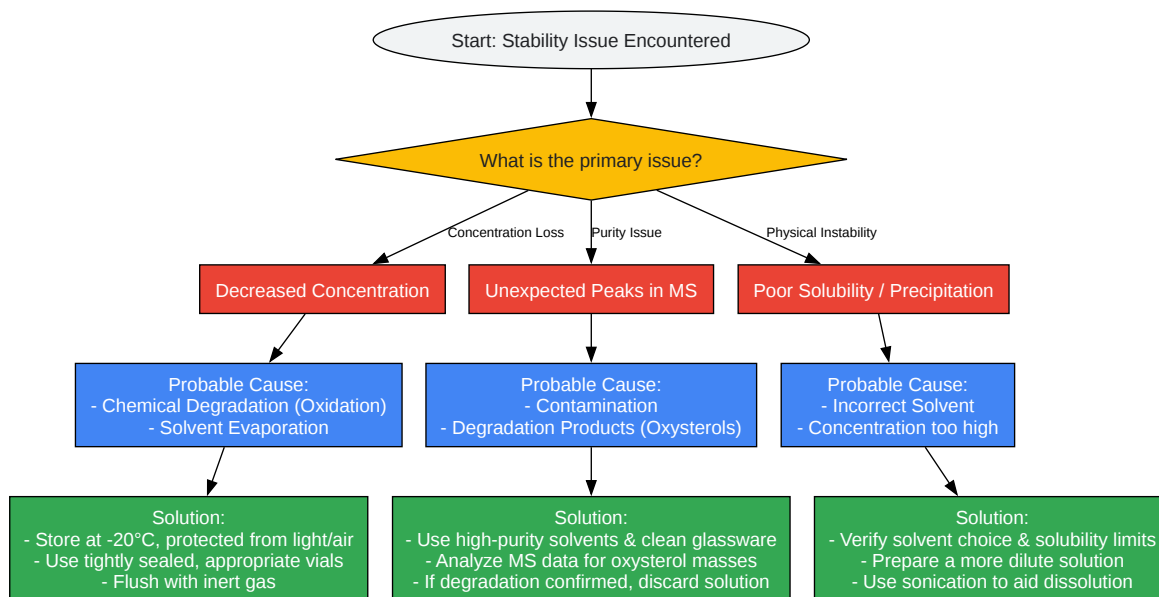 Start: Stability Issue Encountered
What is the primary issue?
Concentration Loss
Purity Issue
Physical Instability
Decreased Concentration
Unexpected Peaks in MS
Poor Solubility / Precipitation
Probable Cause:
- Chemical Degradation (Oxidation)
- Solvent Evaporation
Probable Cause:
- Contamination
- Degradation Products (Oxysterols)
Probable Cause:
- Incorrect Solvent
- Concentration too high
Solution:
- Store at -20°C, protected from light/air
- Use tightly sealed, appropriate vials
- Flush with inert gas
Solution:
- Use high-purity solvents & clean glassware
- Analyze MS data for oxysterol masses
- If degradation confirmed, discard solution
Solution:
- Verify solvent choice & solubility limits
- Prepare a more dilute solution
- Use sonication to aid dissolution